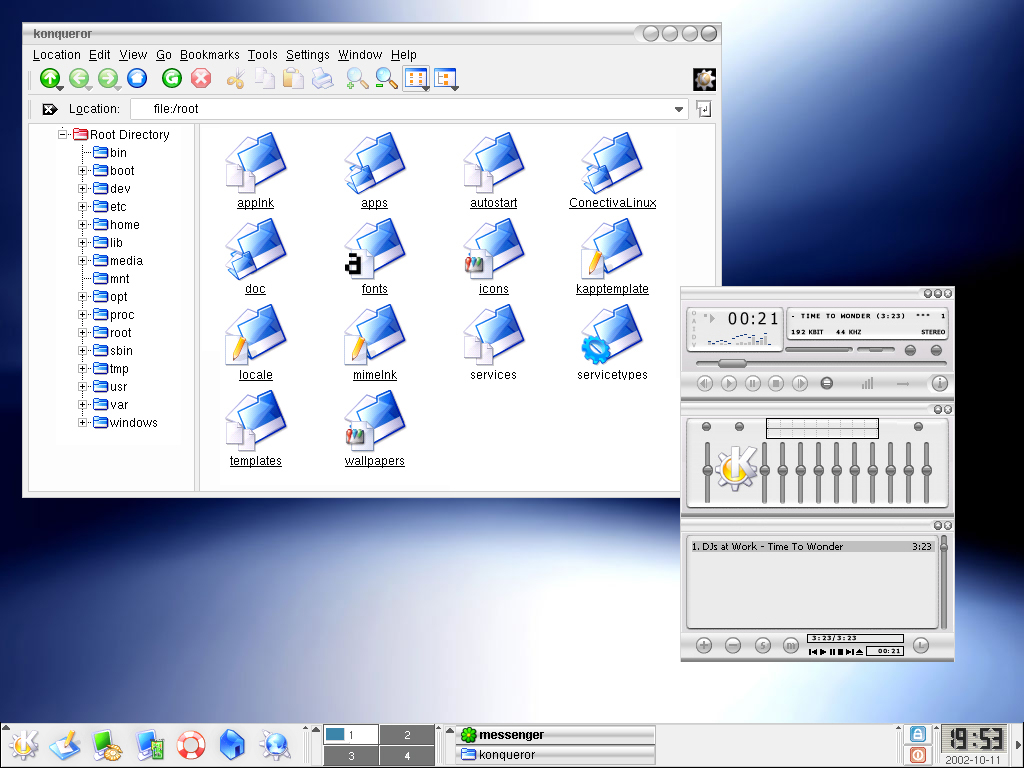 konqueror
Location Edit View Go Bookmarks Tools Settings Window Help
Location: file:/root
Root Directory
bin
boot
dev
etc
home
lib
media
mnt
opt
proc
root
sbin
tmp
usr
var
windows
applnk apps autostart ConectivaLinux
doc fonts icons kapptemplate
locale mimelnk services servicetypes
templates wallpapers
00:21
- TIME TO WONDER (3:23) *** 1
192 KBIT 44 KHZ STEREO
1. DJs at Work - Time To Wonder 3:23
3:23/3:23
00:21
1 2
3 4
messenger
konqueror
19:53
2002-10-11